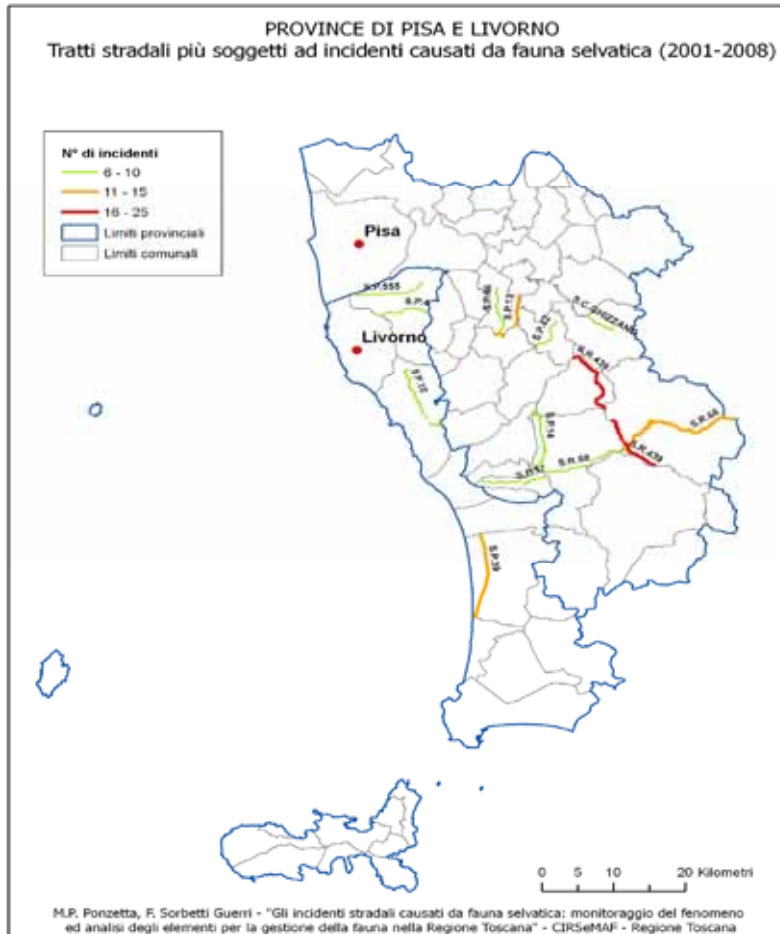 PROVINCE DI PISA E LIVORNO
Tratti stradali più soggetti ad incidenti causati da fauna selvatica (2001-2008)
N° di incidenti
6 - 10
11 - 15
16 - 25
Limiti provinciali
Limiti comunali
Pisa
S.P.555
S.P.4
S.P.13
S.C.GHIZZANO
Livorno
S.R.439
S.P.14
S.R.68
S.R.68
S.R.439
S.P.39
0 5 10 20 Kilometri
M.P. Ponzetta, F. Sorbetti Guerri - "Gli incidenti stradali causati da fauna selvatica: monitoraggio del fenomeno
ed analisi degli elementi per la gestione della fauna nella Regione Toscana" - CIRSeMAF - Regione Toscana